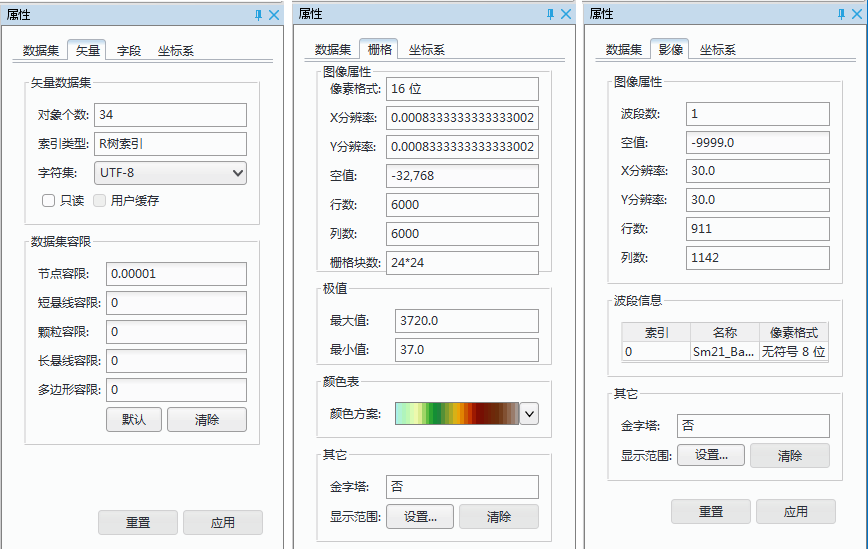 属性
数据集 矢量 字段 坐标系
矢量数据集
对象个数: 34
索引类型: R树索引
字符集: UTF-8
只读 用户缓存
数据集容限
节点容限: 0.00001
短悬线容限: 0
颗粒容限: 0
长悬线容限: 0
多边形容限: 0
默认 清除
重置 应用
属性
数据集 栅格 坐标系
图像属性
像素格式: 16 位
X分辨率: 0.0008333333333333002
Y分辨率: 0.0008333333333333002
空值: -32,768
行数: 6000
列数: 6000
栅格块数: 24*24
极值
最大值: 3720.0
最小值: 37.0
颜色表
颜色方案:
其它
金字塔: 否
显示范围: 设置... 清除
属性
数据集 影像 坐标系
图像属性
波段数: 1
空值: -9999.0
X分辨率: 30.0
Y分辨率: 30.0
行数: 911
列数: 1142
波段信息
索引 名称 像素格式
0 Sm21_Ba... 无符号 8 位
其它
金字塔: 否
显示范围: 设置... 清除
重置 应用